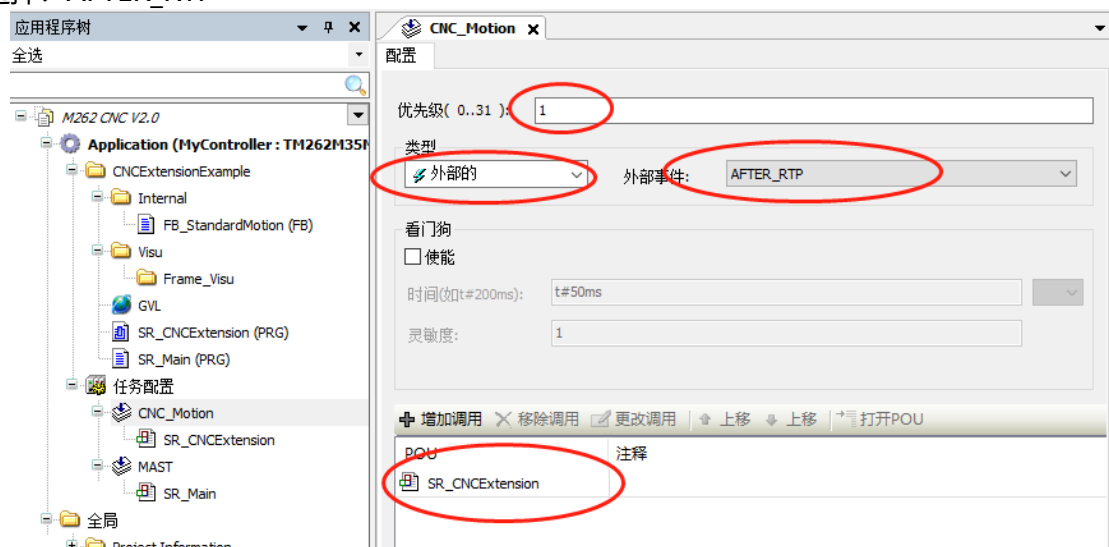 应用程序树
CNC_Motion
全选
配置
M262 CNC V2.0
优先级( 0..31 ):
1
Application (MyController : TM262M35M
类型
CNCExtensionExample
外部的
外部事件:
AFTER_RTP
Internal
FB_StandardMotion (FB)
看门狗
Visu
使能
Frame_Visu
时间(如t#200ms):
t#50ms
GVL
SR_CNCExtension (PRG)
灵敏度:
1
SR_Main (PRG)
任务配置
CNC_Motion
增加调用 移除调用 更改调用 上移 上移 打开POU
SR_CNCExtension
POU
注释
MAST
SR_CNCExtension
SR_Main
全局
Project Information